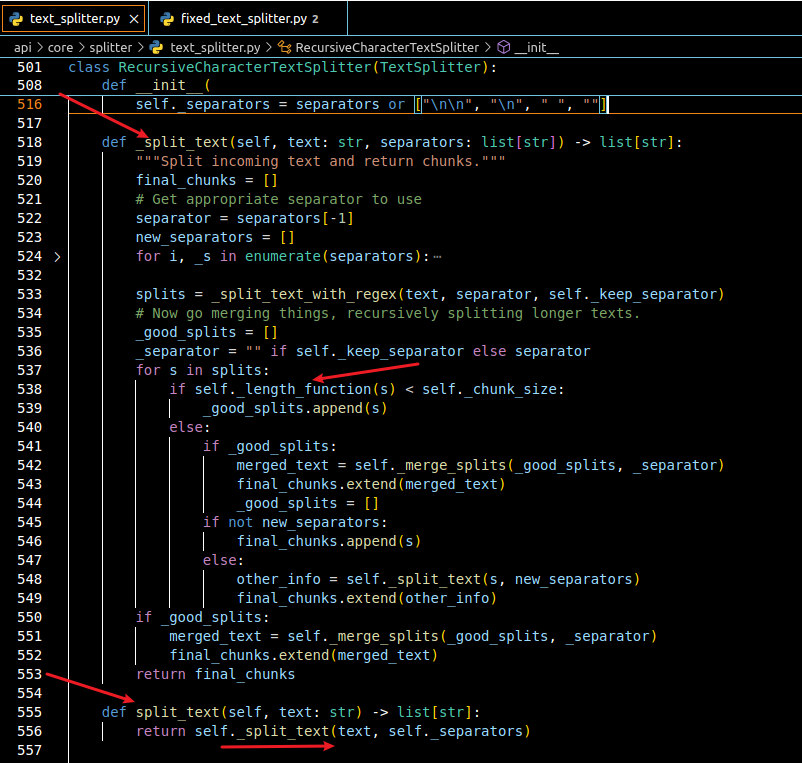 text_splitter.py ×
fixed_text_splitter.py 2
api > core > splitter > text_splitter.py > RecursiveCharacterTextSplitter > __init__
501 class RecursiveCharacterTextSplitter(TextSplitter):
508     def __init__(
516         self._separators = separators or ["\n\n", "\n", " ", ""]
517
518     def _split_text(self, text: str, separators: list[str]) -> list[str]:
519         """Split incoming text and return chunks."""
520         final_chunks = []
521         # Get appropriate separator to use
522         separator = separators[-1]
523         new_separators = []
524 >       for i, _s in enumerate(separators):⋯
532
533         splits = _split_text_with_regex(text, separator, self._keep_separator)
534         # Now go merging things, recursively splitting longer texts.
535         _good_splits = []
536         _separator = "" if self._keep_separator else separator
537         for s in splits:
538             if self._length_function(s) < self._chunk_size:
539                 _good_splits.append(s)
540             else:
541                 if _good_splits:
542                     merged_text = self._merge_splits(_good_splits, _separator)
543                     final_chunks.extend(merged_text)
544                     _good_splits = []
545                 if not new_separators:
546                     final_chunks.append(s)
547                 else:
548                     other_info = self._split_text(s, new_separators)
549                     final_chunks.extend(other_info)
550         if _good_splits:
551             merged_text = self._merge_splits(_good_splits, _separator)
552             final_chunks.extend(merged_text)
553         return final_chunks
554
555     def split_text(self, text: str) -> list[str]:
556         return self._split_text(text, self._separators)
557